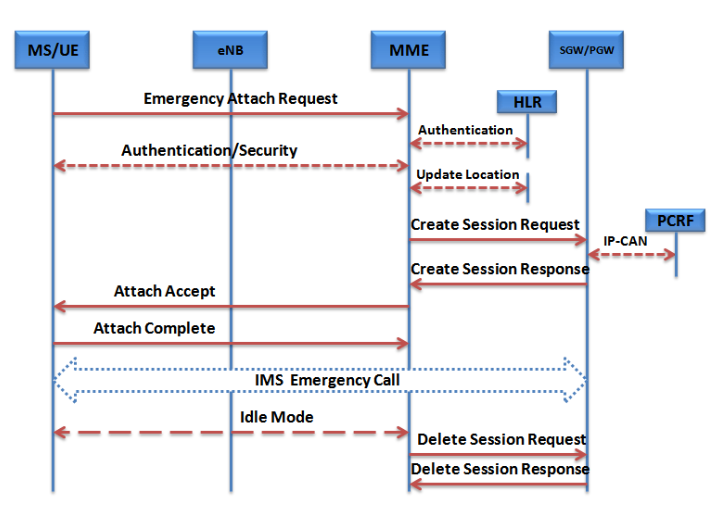 MS/UE
eNB
MME
SGW/PGW
Emergency Attach Request
HLR
Authentication
Authentication/Security
Update Location
Create Session Request
PCRF
IP-CAN
Create Session Response
Attach Accept
Attach Complete
IMS Emergency Call
Idle Mode
Delete Session Request
Delete Session Response